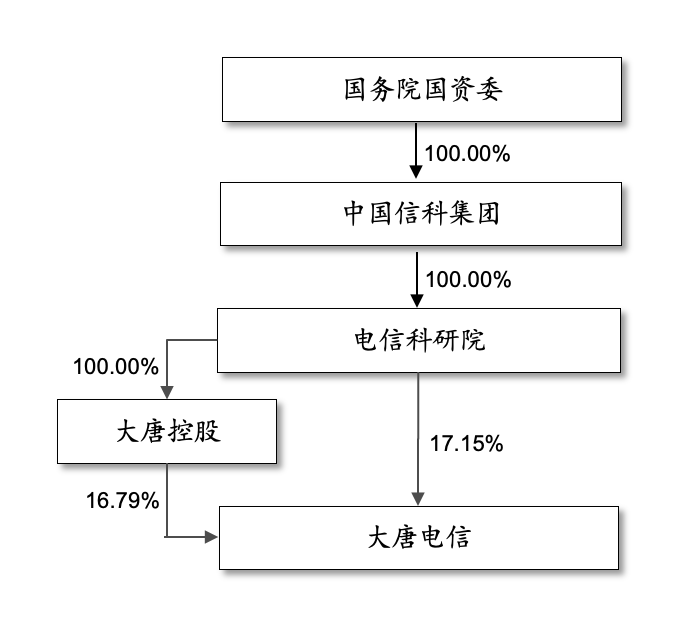 国务院国资委
100.00%
中国信科集团
100.00%
电信科研院
100.00%
大唐控股
17.15%
16.79%
大唐电信